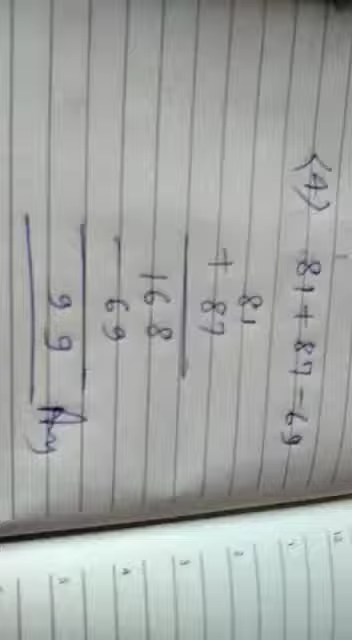 (4) 81 + 87 - 69
81
+ 87
168
- 69
99 Ans